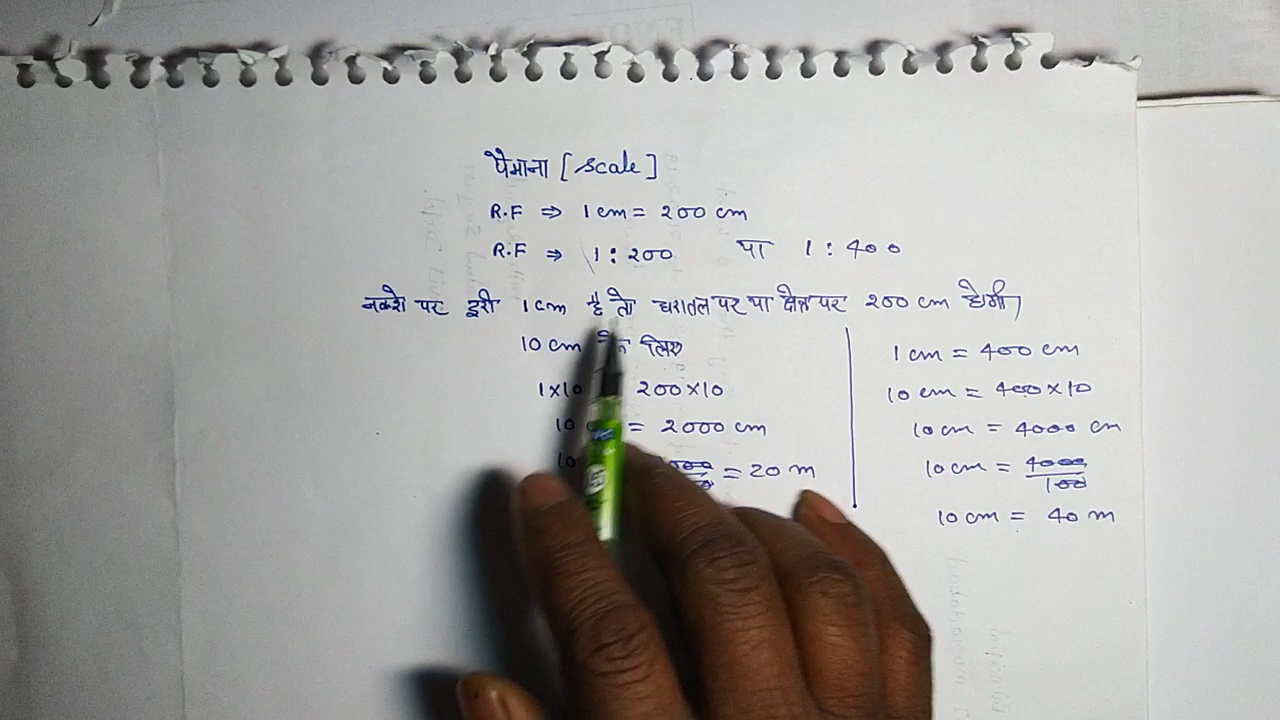 पैमाना [scale]
R.F ⇒ 1 cm = 200 cm
R.F ⇒ 1 : 200 या 1 : 400
नक्शे पर दूरी 1 cm है तो धरातल पर या क्षेत्र पर 200 cm होगी,
10 cm के लिए
1×10 200×10
10 = 2000 cm
10 = 20 m
1 cm = 400 cm
10 cm = 400×10
10 cm = 4000 cm
10 cm = 4000/100
10 cm = 40 m